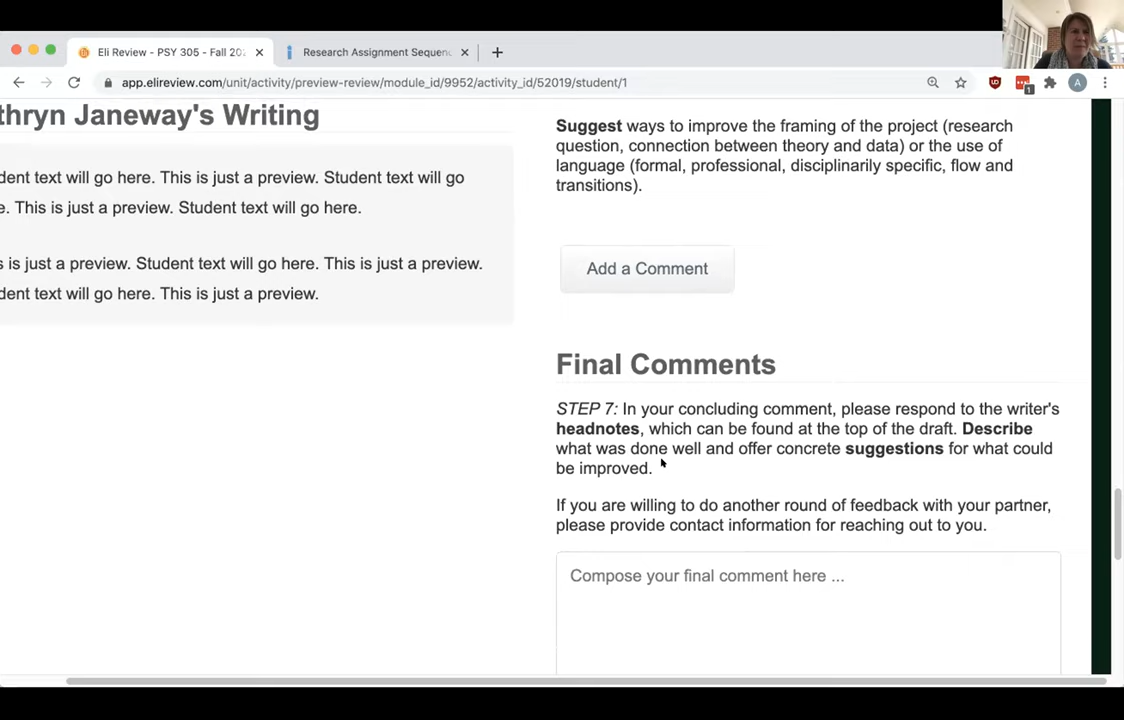 Eli Review - PSY 305 - Fall 20
Research Assignment Sequen
app.elireview.com/unit/activity/preview-review/module_id/9952/activity_id/52019/student/1
1
A
thryn Janeway's Writing
dent text will go here. This is just a preview. Student text will go
e. This is just a preview. Student text will go here.
s is just a preview. Student text will go here. This is just a preview.
dent text will go here. This is just a preview.
Suggest ways to improve the framing of the project (research
question, connection between theory and data) or the use of
language (formal, professional, disciplinarily specific, flow and
transitions).
Add a Comment
Final Comments
STEP 7: In your concluding comment, please respond to the writer's
headnotes, which can be found at the top of the draft. Describe
what was done well and offer concrete suggestions for what could
be improved.
If you are willing to do another round of feedback with your partner,
please provide contact information for reaching out to you.
Compose your final comment here ...